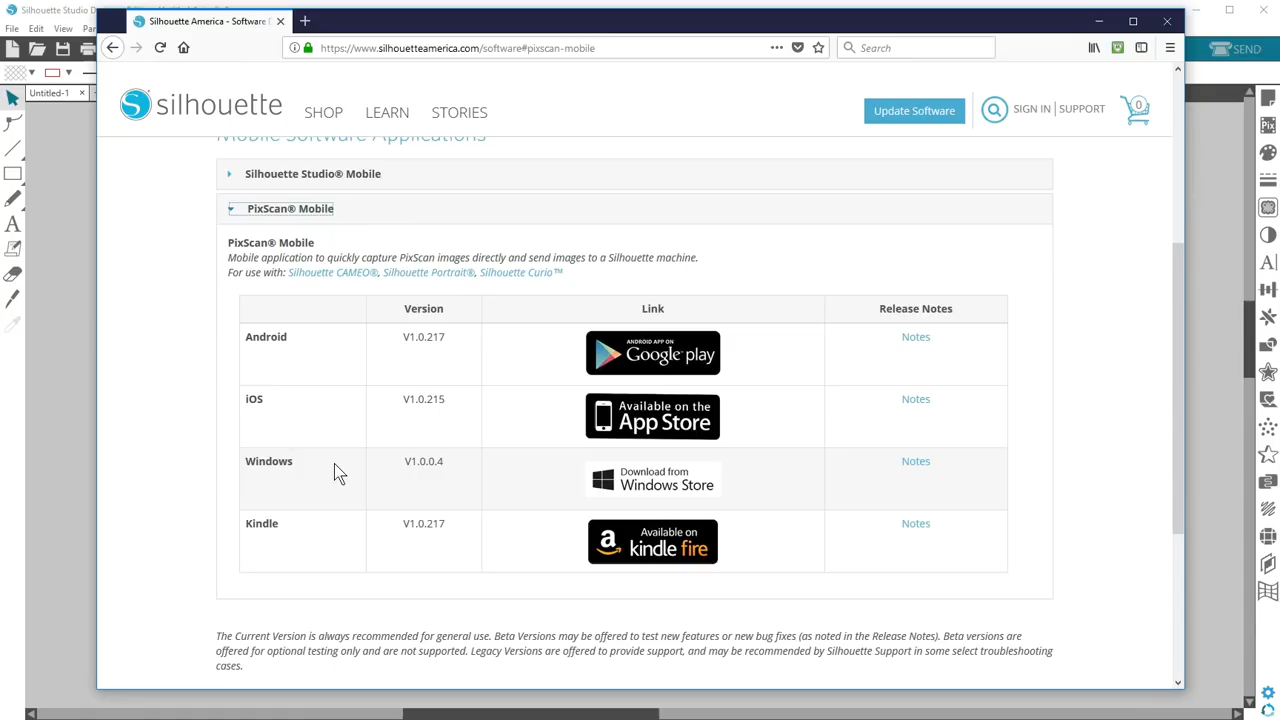 Silhouette Studio D
Silhouette America - Software D
File Edit View Pa
https://www.silhouetteamerica.com/software#pixscan-mobile
Search
SEND
Untitled-1
silhouette
SHOP LEARN STORIES
Update Software
SIGN IN | SUPPORT
0
Mobile Software Applications
Silhouette Studio® Mobile
PixScan® Mobile
PixScan® Mobile
Mobile application to quickly capture PixScan images directly and send images to a Silhouette machine.
For use with: Silhouette CAMEO®, Silhouette Portrait®, Silhouette Curio™
Version Link Release Notes
Android V1.0.217 ANDROID APP ON Google play Notes
iOS V1.0.215 Available on the App Store Notes
Windows V1.0.0.4 Download from Windows Store Notes
Kindle V1.0.217 Available on kindle fire Notes
The Current Version is always recommended for general use. Beta Versions may be offered to test new features or new bug fixes (as noted in the Release Notes). Beta versions are
offered for optional testing only and are not supported. Legacy Versions are offered to provide support, and may be recommended by Silhouette Support in some select troubleshooting
cases.